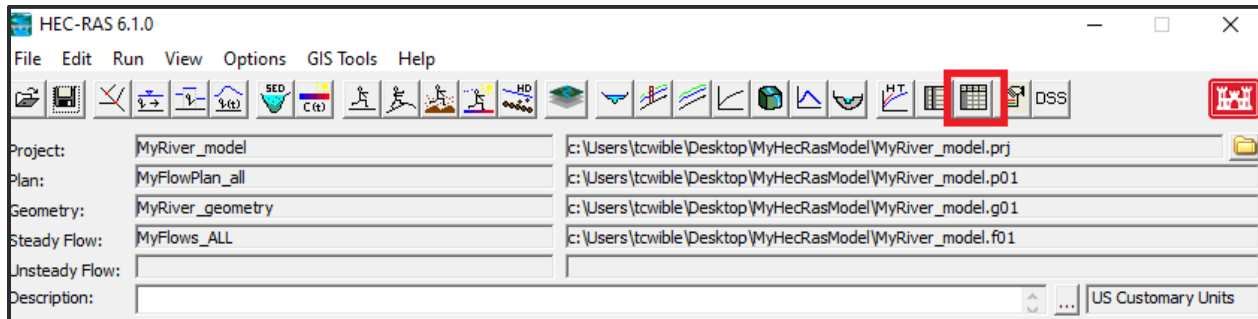 HEC-RAS 6.1.0
File Edit Run View Options GIS Tools Help
SED C(t) q(t) HD HT DSS
Project: MyRiver_model c:\Users\tcwible\Desktop\MyHecRasModel\MyRiver_model.prj
Plan: MyFlowPlan_all c:\Users\tcwible\Desktop\MyHecRasModel\MyRiver_model.p01
Geometry: MyRiver_geometry c:\Users\tcwible\Desktop\MyHecRasModel\MyRiver_model.g01
Steady Flow: MyFlows_ALL c:\Users\tcwible\Desktop\MyHecRasModel\MyRiver_model.f01
Unsteady Flow:
Description: ... US Customary Units